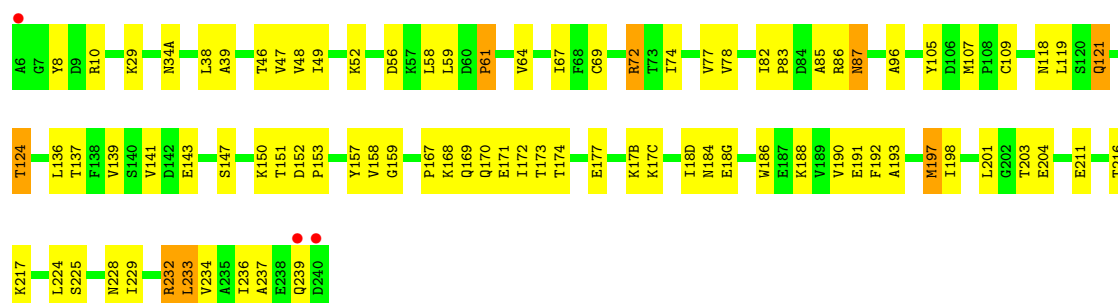 A6 G7 Y8 D9 R10 K29 N34A L38 A39 T46 V47 V48 I49 K52 D56 K57 L58 L59 D60 P61 V64 I67 F68 C69 R72 T73 I74 V77 V78 I82 P83 D84 A85 R86 N87 A96 Y105 D106 M107 P108 C109 N118 L119 S120 Q121
T124 L136 T137 F138 V139 S140 V141 D142 E143 S147 K150 T151 D152 P153 Y157 V158 G159 P167 K168 Q169 Q170 E171 I172 T173 T174 E177 K17B K17C I18D N184 E18G W186 E187 K188 V189 V190 E191 F192 A193 M197 I198 L201 G202 T203 E204 E211 T216
K217 L224 S225 N228 I229 R232 L233 V234 A235 I236 A237 E238 Q239 D240